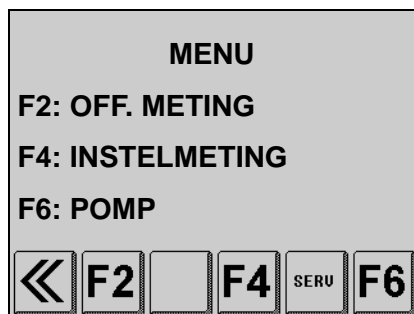 MENU
F2: OFF. METING
F4: INSTELMETING
F6: POMP
F2 F4 SERV F6